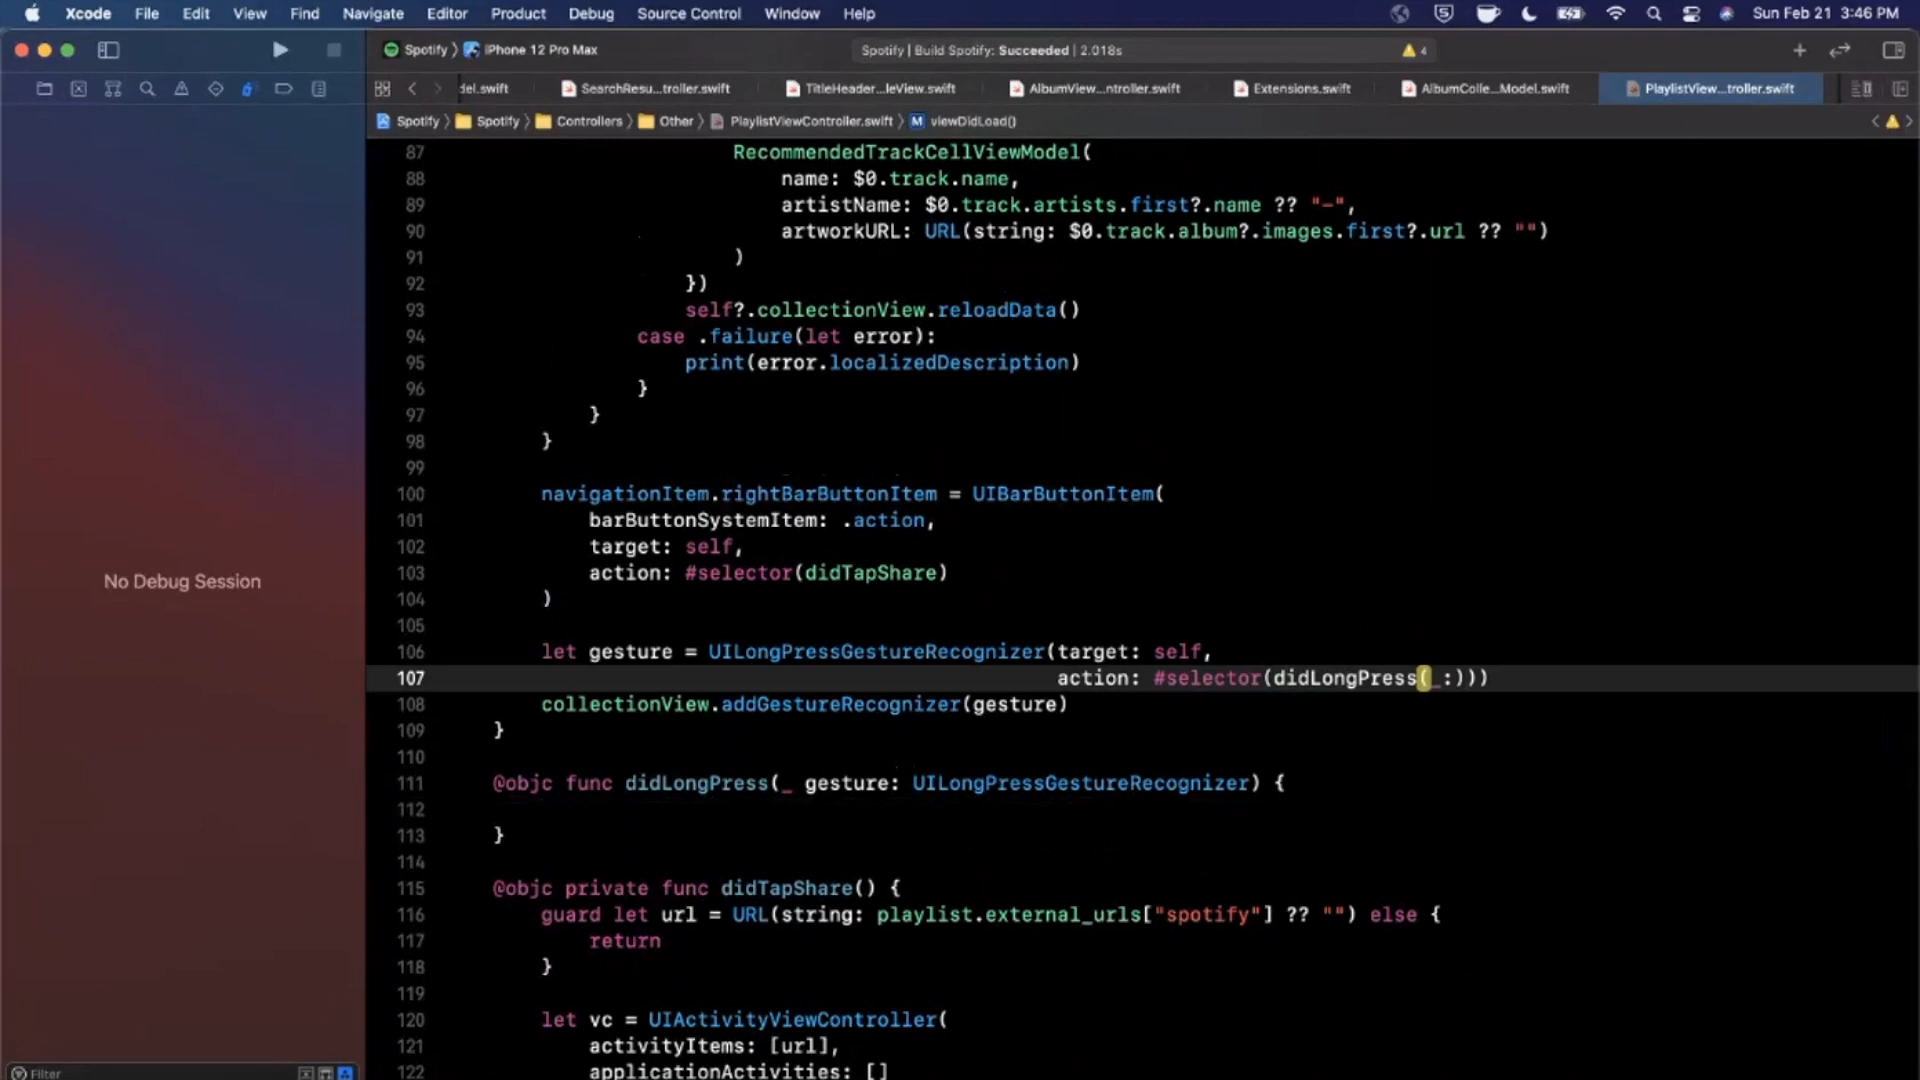 Xcode File Edit View Find Navigate Editor Product Debug Source Control Window Help Sun Feb 21 3:46 PM
Spotify 〉 iPhone 12 Pro Max Spotify | Build Spotify: Succeeded | 2.018s 4
del.swift SearchResu...troller.swift TitleHeader...leView.swift AlbumView...ntroller.swift Extensions.swift AlbumColle...Model.swift PlaylistView...troller.swift
Spotify 〉 Spotify 〉 Controllers 〉 Other 〉 PlaylistViewController.swift 〉 M viewDidLoad()
87 RecommendedTrackCellViewModel(
88 name: $0.track.name,
89 artistName: $0.track.artists.first?.name ?? "-",
90 artworkURL: URL(string: $0.track.album?.images.first?.url ?? "")
91 )
92 })
93 self?.collectionView.reloadData()
94 case .failure(let error):
95 print(error.localizedDescription)
96 }
97 }
98 }
99
100 navigationItem.rightBarButtonItem = UIBarButtonItem(
101 barButtonSystemItem: .action,
102 target: self,
103 action: #selector(didTapShare)
104 )
105
106 let gesture = UILongPressGestureRecognizer(target: self,
107 action: #selector(didLongPress(_:)))
108 collectionView.addGestureRecognizer(gesture)
109 }
110
111 @objc func didLongPress(_ gesture: UILongPressGestureRecognizer) {
112
113 }
114
115 @objc private func didTapShare() {
116 guard let url = URL(string: playlist.external_urls["spotify"] ?? "") else {
117 return
118 }
119
120 let vc = UIActivityViewController(
121 activityItems: [url],
122 applicationActivities: []
No Debug Session
Filter